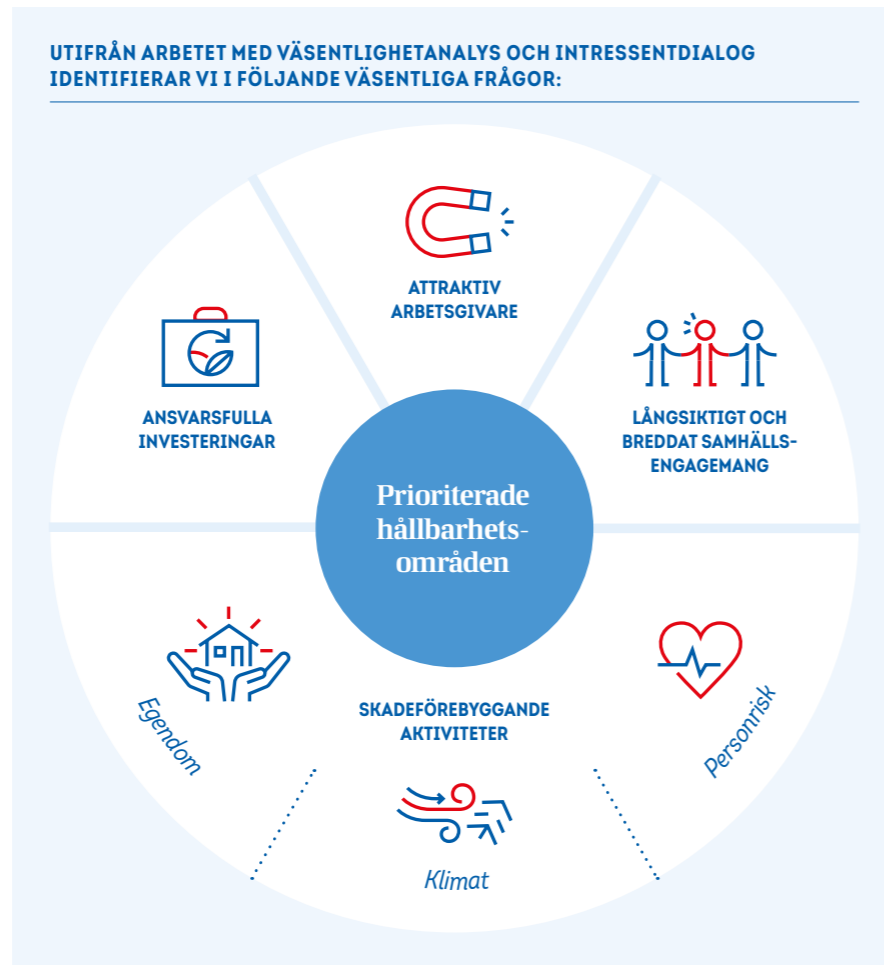 UTIFRÅN ARBETET MED VÄSENTLIGHETANALYS OCH INTRESSENTDIALOG
IDENTIFIERAR VI I FÖLJANDE VÄSENTLIGA FRÅGOR:
ATTRAKTIV
ARBETSGIVARE
ANSVARSFULLA
INVESTERINGAR
LÅNGSIKTIGT OCH
BREDDAT SAMHÄLLS-
ENGAGEMANG
Prioriterade
hållbarhets-
områden
Egendom
SKADEFÖREBYGGANDE
AKTIVITETER
Personrisk
Klimat